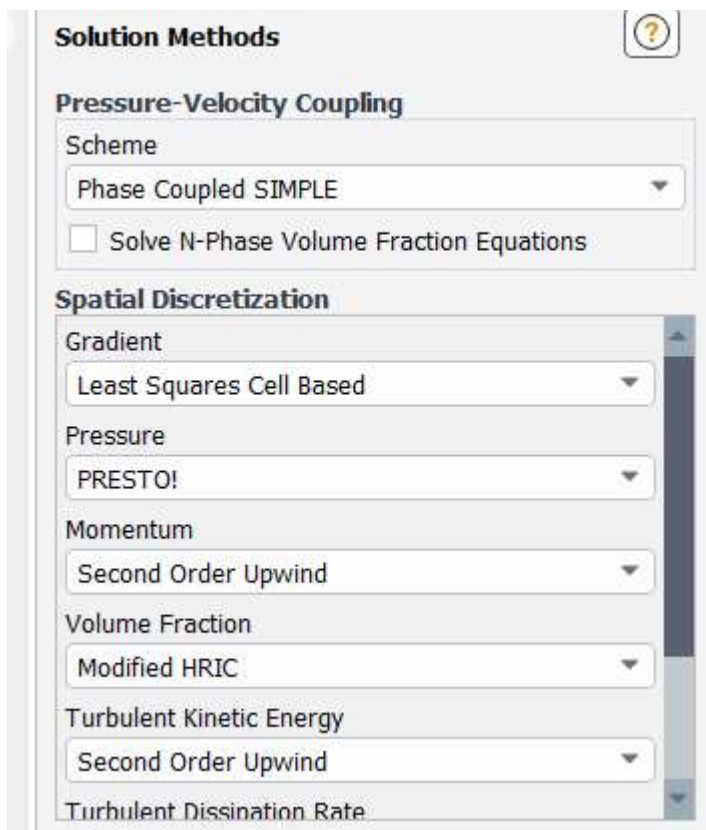 Solution Methods
?
Pressure-Velocity Coupling
Scheme
Phase Coupled SIMPLE
Solve N-Phase Volume Fraction Equations
Spatial Discretization
Gradient
Least Squares Cell Based
Pressure
PRESTO!
Momentum
Second Order Upwind
Volume Fraction
Modified HRIC
Turbulent Kinetic Energy
Second Order Upwind
Turbulent Dissipation Rate